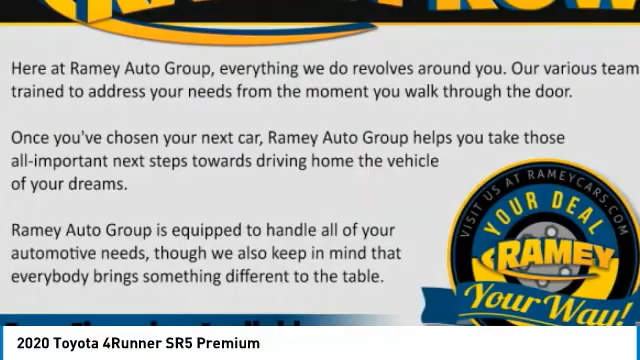 Here at Ramey Auto Group, everything we do revolves around you. Our various team
trained to address your needs from the moment you walk through the door.
Once you've chosen your next car, Ramey Auto Group helps you take those
all-important next steps towards driving home the vehicle
of your dreams.
Ramey Auto Group is equipped to handle all of your
automotive needs, though we also keep in mind that
everybody brings something different to the table.
VISIT US AT RAMEYCARS.COM
YOUR DEAL
RAMEY
Your Way!
2020 Toyota 4Runner SR5 Premium